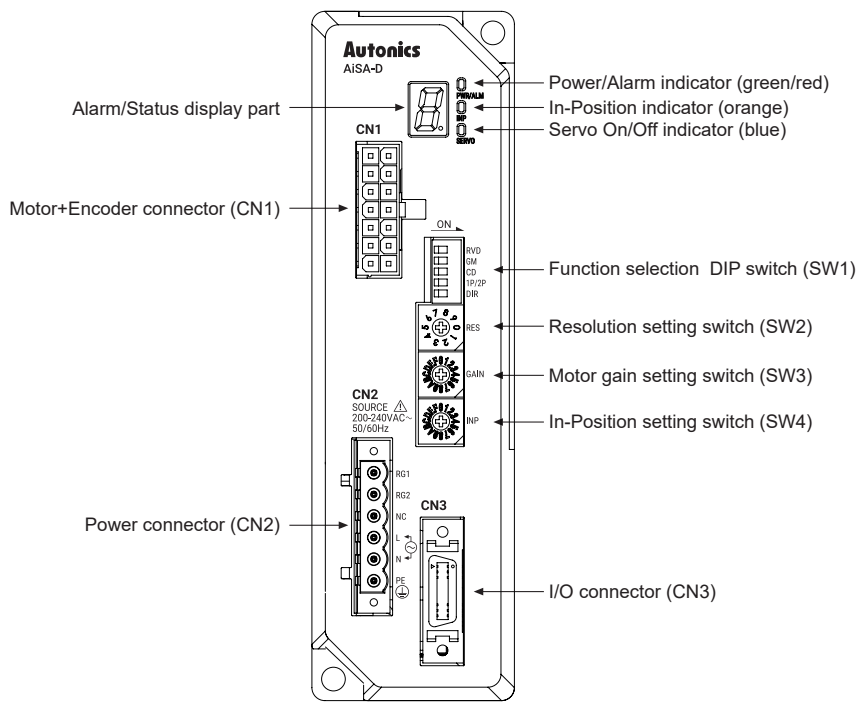 Autonics
AiSA-D
Power/Alarm indicator (green/red)
PWR/ALM
In-Position indicator (orange)
INP
Servo On/Off indicator (blue)
SERVO
Alarm/Status display part
CN1
Motor+Encoder connector (CN1)
ON
RVD
GM
CD
1P/2P
DIR
Function selection DIP switch (SW1)
RES
Resolution setting switch (SW2)
GAIN
Motor gain setting switch (SW3)
INP
In-Position setting switch (SW4)
CN2
SOURCE
200-240VAC~
50/60Hz
RG1
RG2
NC
L
N
PE
Power connector (CN2)
CN3
I/O connector (CN3)